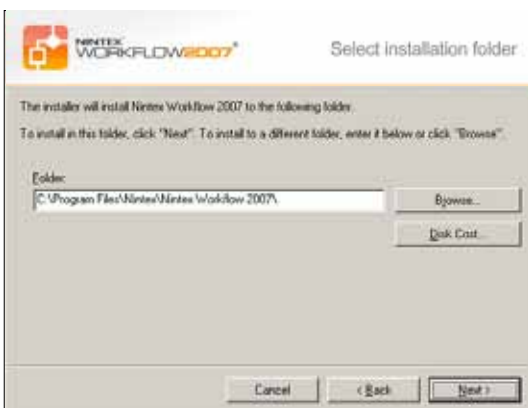 NINTEX
WORKFLOW2007
Select installation folder
The installer will install Nintex Workflow 2007 to the following folder.
To install in this folder, click "Next". To install to a different folder, enter it below or click "Browse".
Folder:
C:\Program Files\Nintex\Nintex Workflow 2007\
Browse...
Disk Cost...
Cancel
< Back
Next >